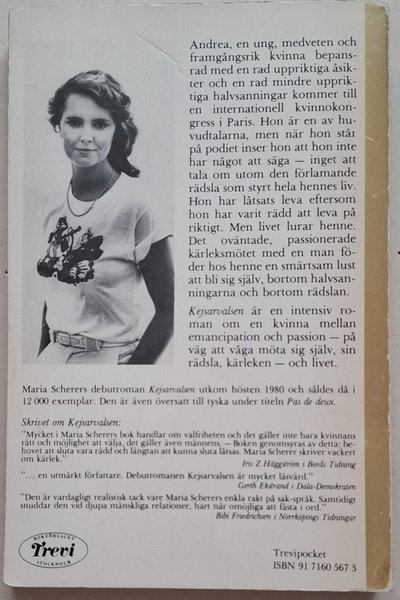 Andrea, en ung, medveten och
framgångsrik kvinna bepans-
rad med en rad uppriktiga åsik-
ter och en rad mindre upprik-
tiga halvsanningar kommer till
en internationell kvinnokon-
gress i Paris. Hon är en av hu-
vudtalarna, men när hon står
på podiet inser hon att hon inte
har något att säga — inget att
tala om utom den förlamande
rädsla som styrt hela hennes liv.
Hon har låtsats leva eftersom
hon har varit rädd att leva på
riktigt. Men livet lurar henne.
Det oväntade, passionerade
kärleksmötet med en man fö-
der hos henne en smärtsam lust
att bli sig själv, bortom halvsan-
ningarna och bortom rädslan.
Kejsarvalsen är en intensiv ro-
man om en kvinna mellan
emancipation och passion — på
väg att våga möta sig själv, sin
rädsla, kärleken — och livet.
Maria Scherers debutroman Kejsarvalsen utkom hösten 1980 och såldes då i
12 000 exemplar. Den är även översatt till tyska under titeln Pas de deux.
Skrivet om Kejsarvalsen:
"Mycket i Maria Scherers bok handlar om valfriheten och det gäller inte bara kvinnans
rätt och möjlighet att välja, det gäller även männens. — Boken genomsyras av detta: be-
hovet att sluta vara rädd och längtan att kunna sluta låtsas. Maria Scherer skriver vackert
om kärlek."
Iru Z Häggström i Borås Tidning
"... en utmärkt författare. Debutromanen Kejsarvalsen är mycket läsvärd."
Gerth Ekstrand i Dala-Demokraten
"Den är vardagligt realistisk tack vare Maria Scherers enkla rakt på sak-språk. Samtidigt
snuddar den vid djupa mänskliga relationer, hart när omöjliga att fästa i ord."
Bibi Friedrichsen i Norrköpings Tidningar
BOKFÖRLAGET
Trevi
STOCKHOLM
Trevipocket
ISBN 91 7160 567 3